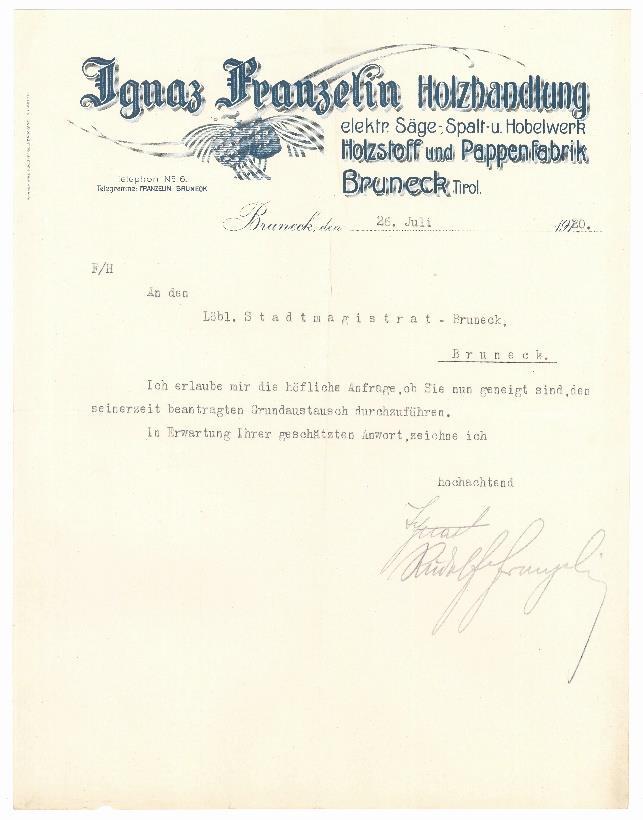 Ignaz Franzelin Holzhandlung
elektr. Säge-, Spalt- u. Hobelwerk
Holzstoff und Pappenfabrik
Bruneck Tirol.
Telephon No 6.
Telegramme: FRANZELIN BRUNECK
Bruneck, den 26. Juli 1920.
F/H
An den
Löbl. Stadtmagistrat - Bruneck,
Bruneck.
Ich erlaube mir die höfliche Anfrage, ob Sie nun geneigt sind, den
seinerzeit beantragten Grundaustausch durchzuführen.
In Erwartung Ihrer geschätzten Anwort, zeichne ich
hochachtend
Ignaz
Rudolf Franzelin